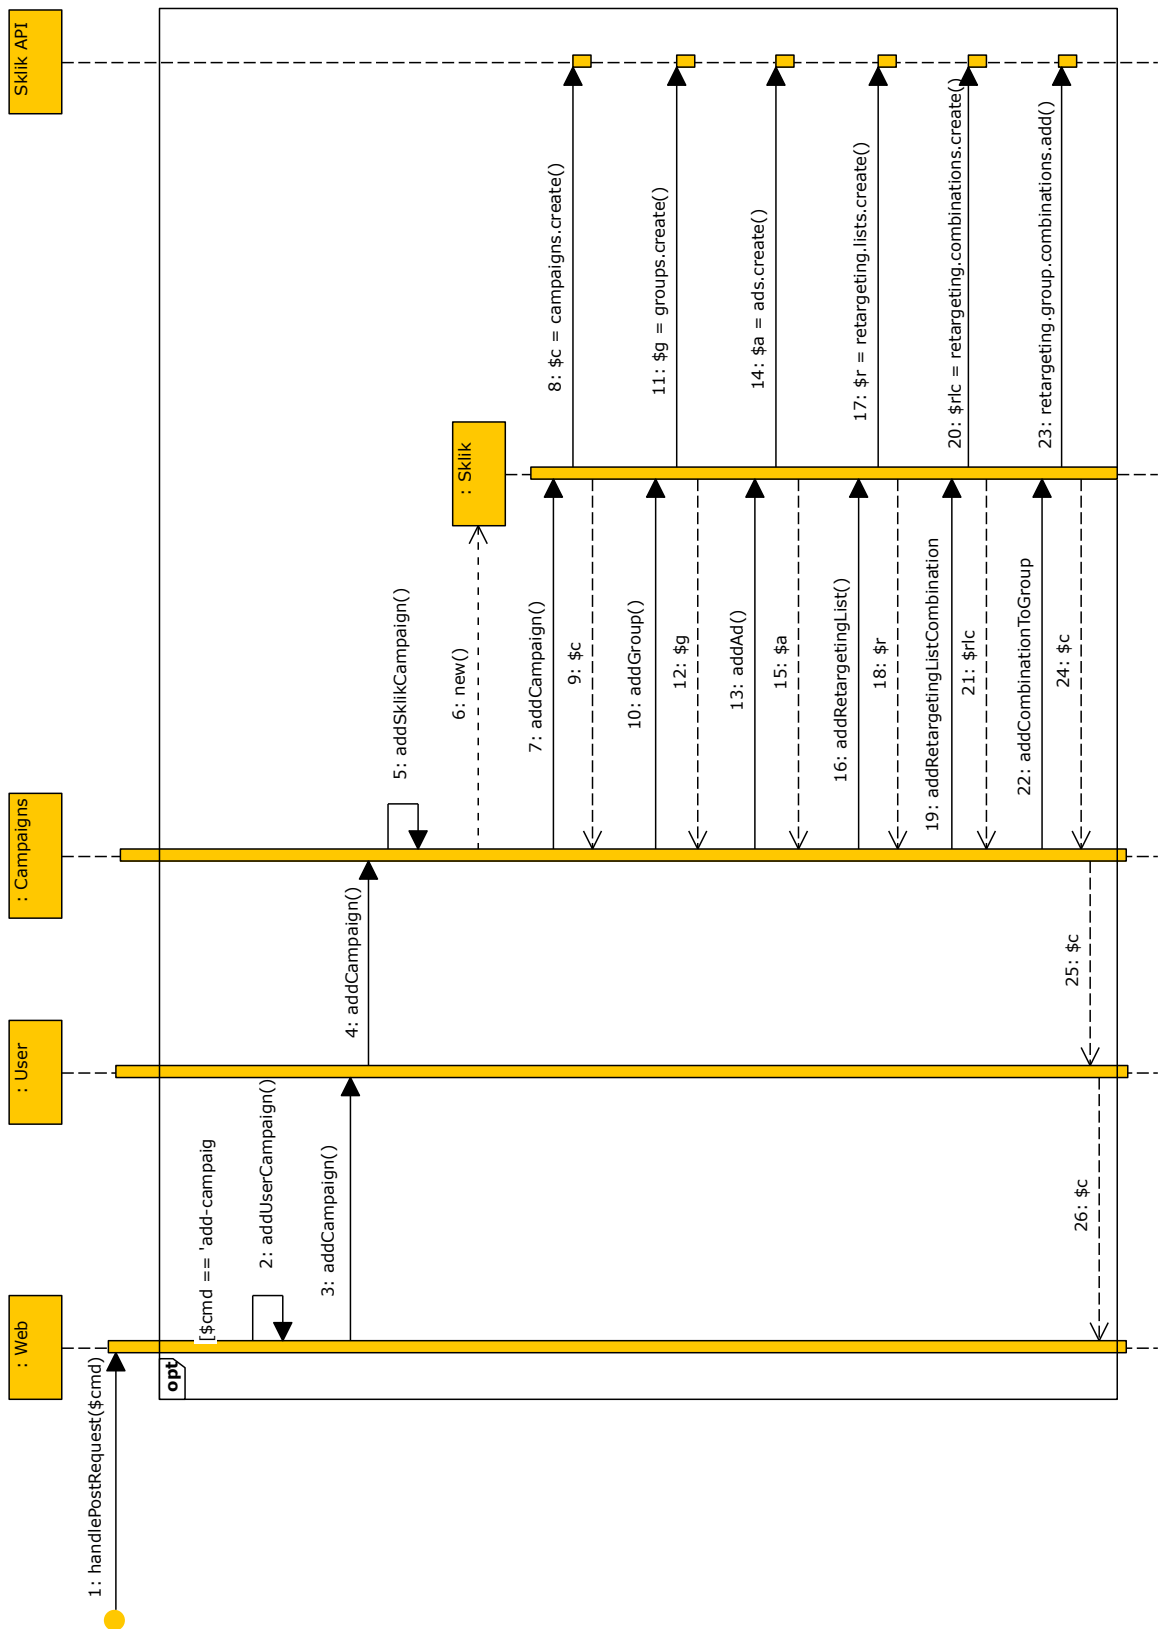 : Web
: User
: Campaigns
: Sklik
Sklik API
opt
[$cmd == 'add-campaig
1: handlePostRequest($cmd)
2: addUserCampaign()
3: addCampaign()
4: addCampaign()
5: addSklikCampaign()
6: new()
7: addCampaign()
8: $c = campaigns.create()
9: $c
10: addGroup()
11: $g = groups.create()
12: $g
13: addAd()
14: $a = ads.create()
15: $a
16: addRetargetingList()
17: $r = retargeting.lists.create()
18: $r
19: addRetargetingListCombination
20: $rlc = retargeting.combinations.create()
21: $rlc
22: addCombinationToGroup
23: retargeting.group.combinations.add()
24: $c
25: $c
26: $c